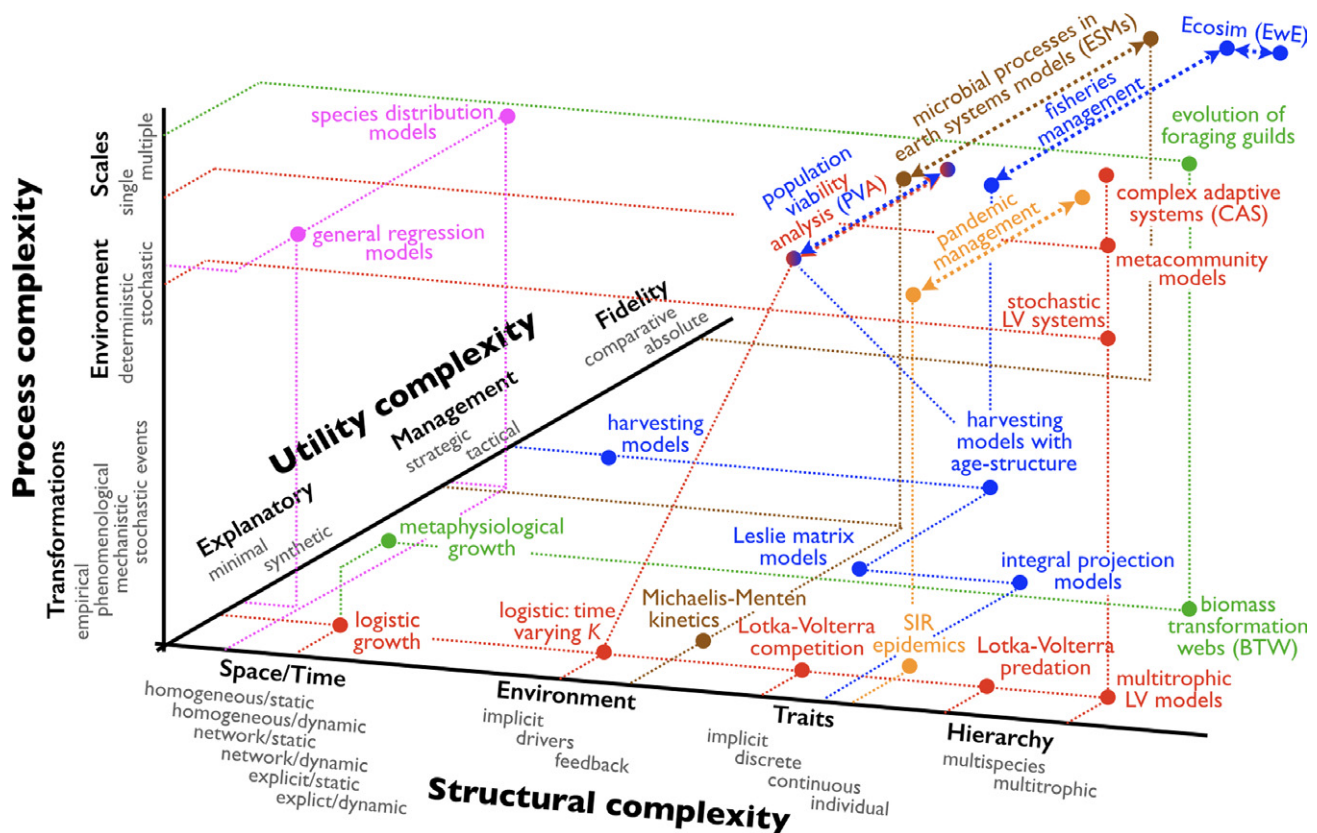 Process complexity
Scales
single
multiple
Environment
deterministic
stochastic
Transformations
empirical
phenomenological
mechanistic
stochastic events
Utility complexity
Explanatory
minimal
synthetic
Management
strategic
tactical
Fidelity
comparative
absolute
Structural complexity
Space/Time
homogeneous/static
homogeneous/dynamic
network/static
network/dynamic
explicit/static
explict/dynamic
Environment
implicit
drivers
feedback
Traits
implicit
discrete
continuous
individual
Hierarchy
multispecies
multitrophic
species distribution
models
general regression
models
population
viability
analysis (PVA)
microbial processes in
earth systems models (ESMs)
fisheries
management
Ecosim (EwE)
evolution of
foraging guilds
pandemic
management
complex adaptive
systems (CAS)
metacommunity
models
stochastic
LV systems
harvesting
models
harvesting
models with
age-structure
metaphysiological
growth
Leslie matrix
models
integral projection
models
logistic
growth
logistic: time
varying K
Michaelis-Menten
kinetics
Lotka-Volterra
competition
SIR
epidemics
Lotka-Volterra
predation
multitrophic
LV models
biomass
transformation
webs (BTW)